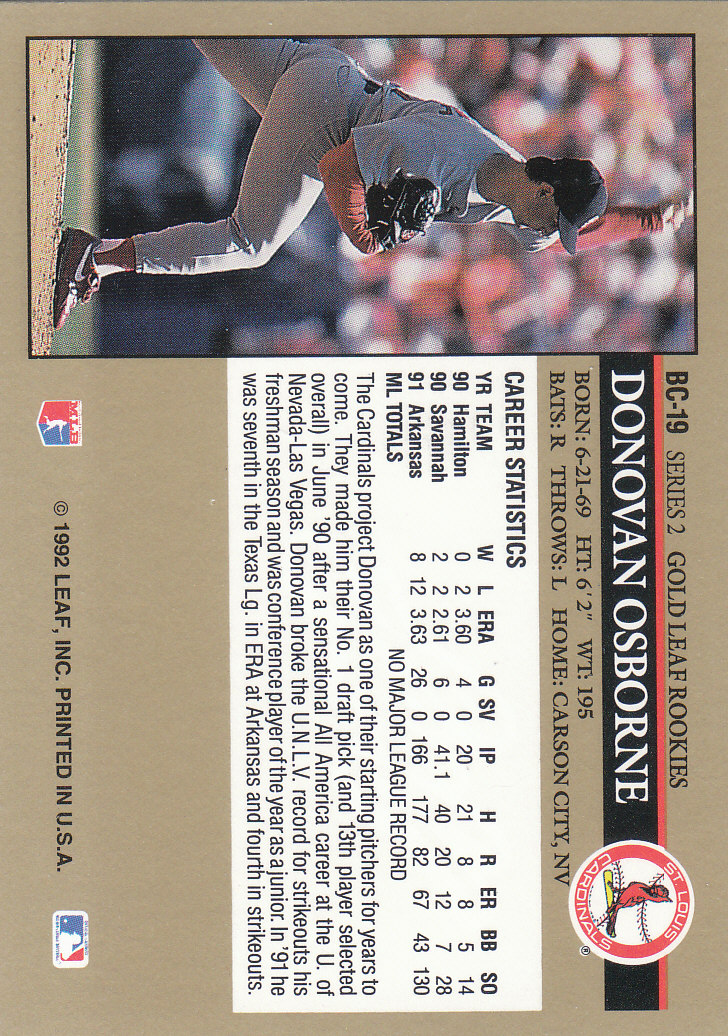 BC-19 SERIES 2 GOLD LEAF ROOKIES
DONOVAN OSBORNE
ST. LOUIS
CARDINALS
®
BORN: 6-21-69 HT: 6'2" WT: 195
BATS: R THROWS: L HOME: CARSON CITY, NV
CAREER STATISTICS
YR TEAM W L ERA G SV IP H R ER BB SO
90 Hamilton 0 2 3.60 4 0 20 21 8 8 5 14
90 Savannah 2 2 2.61 6 0 41.1 40 20 12 7 28
91 Arkansas 8 12 3.63 26 0 166 177 82 67 43 130
ML TOTALS NO MAJOR LEAGUE RECORD
The Cardinals project Donovan as one of their starting pitchers for years to
come. They made him their No. 1 draft pick (and 13th player selected
overall) in June '90 after a sensational All America career at the U. of
Nevada-Las Vegas. Donovan broke the U.N.L.V. record for strikeouts his
freshman season and was conference player of the year as a junior. In '91 he
was seventh in the Texas Lg. in ERA at Arkansas and fourth in strikeouts.
© 1992 LEAF, INC. PRINTED IN U.S.A.